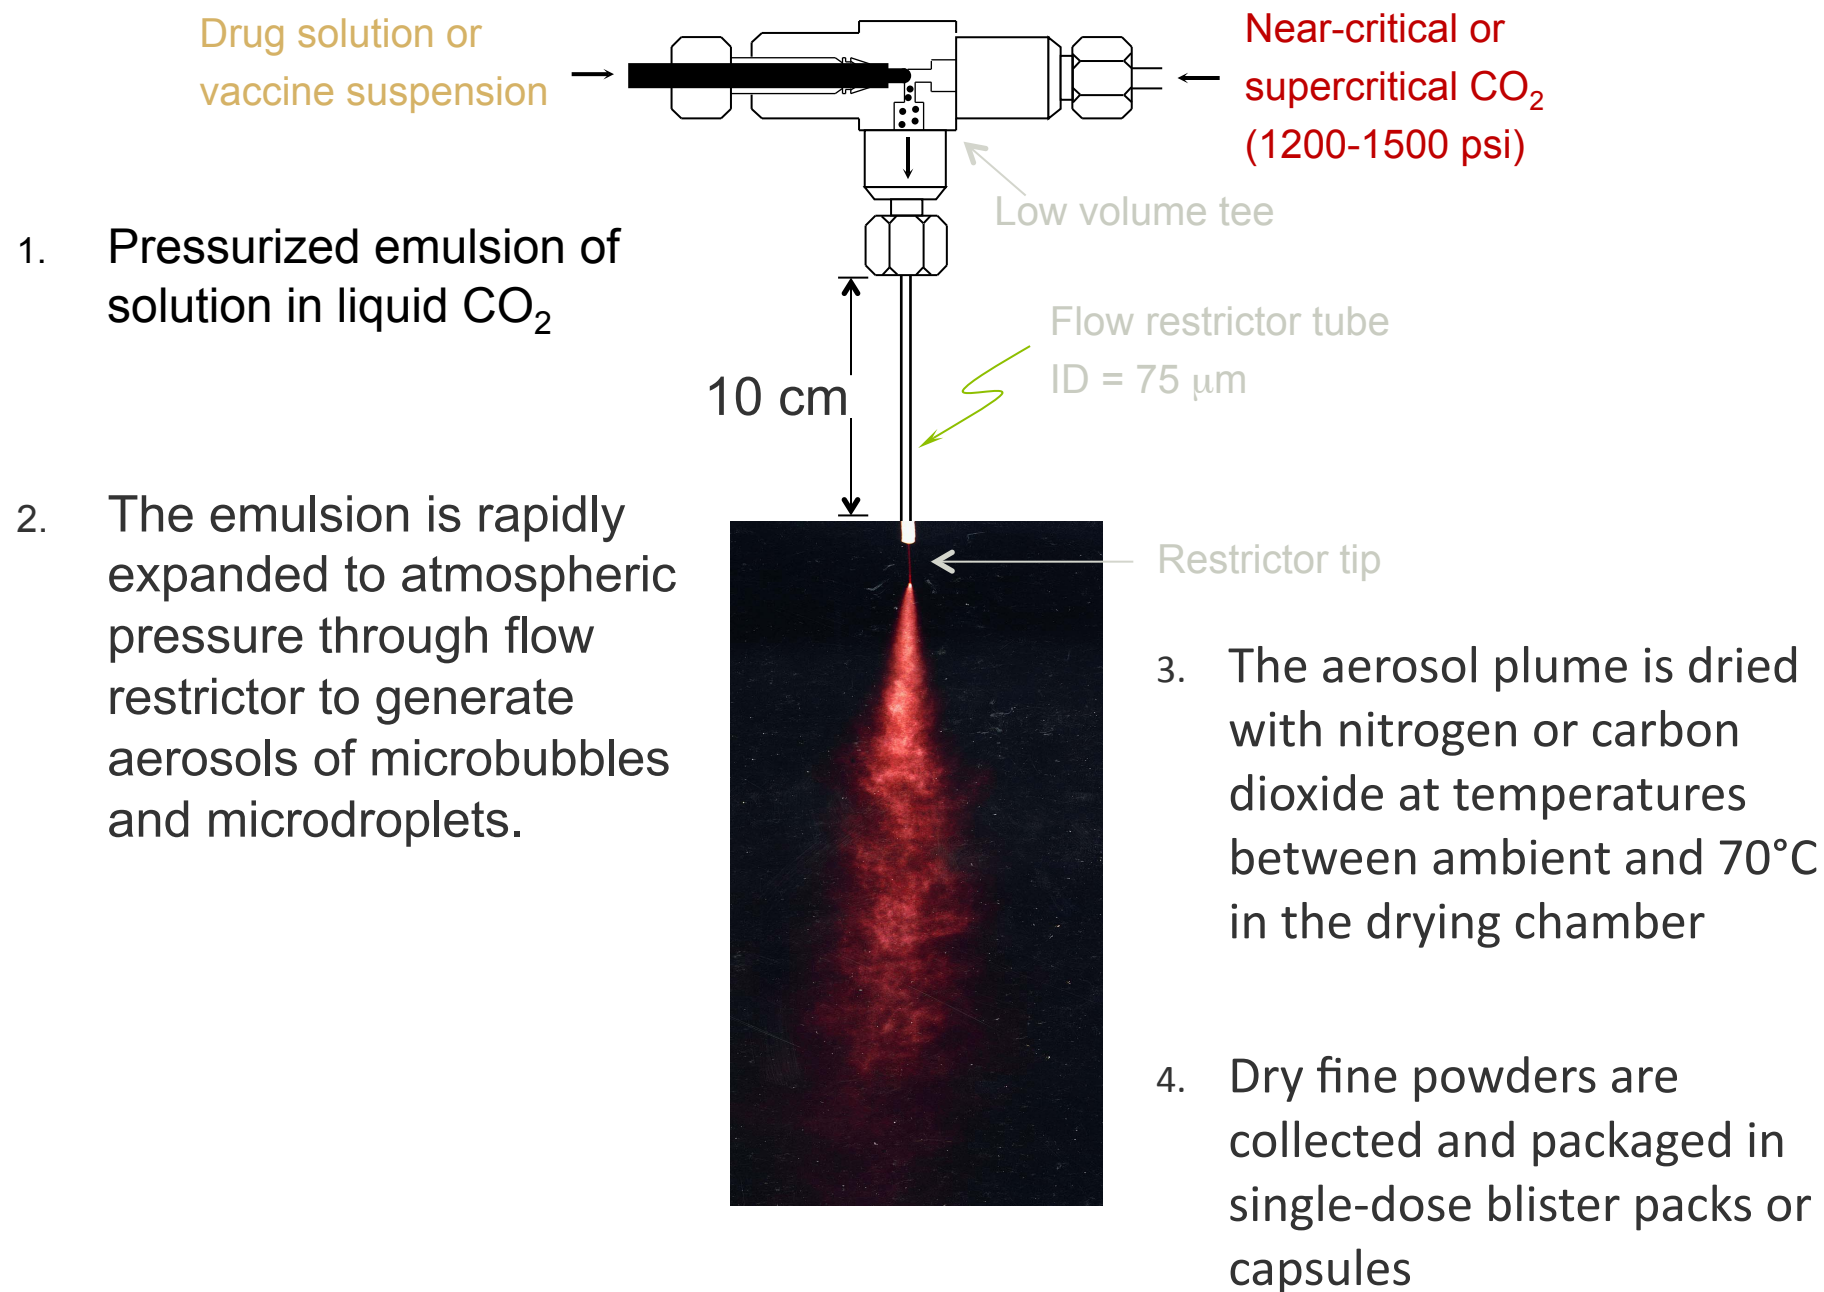 Drug solution or
vaccine suspension
Near-critical or
supercritical CO₂
(1200-1500 psi)
Low volume tee
1. Pressurized emulsion of
solution in liquid CO₂
Flow restrictor tube
ID = 75 μm
10 cm
2. The emulsion is rapidly
expanded to atmospheric
pressure through flow
restrictor to generate
aerosols of microbubbles
and microdroplets.
Restrictor tip
3. The aerosol plume is dried
with nitrogen or carbon
dioxide at temperatures
between ambient and 70°C
in the drying chamber
4. Dry fine powders are
collected and packaged in
single-dose blister packs or
capsules